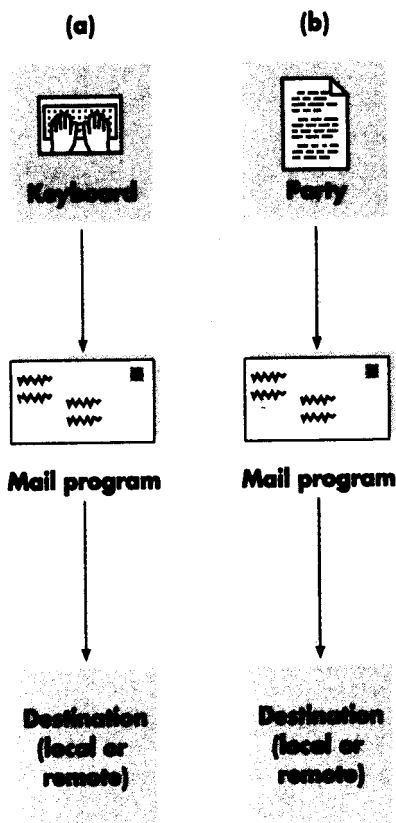 (a)
(b)
Keyboard
Party
Mail program
Mail program
Destination
(local or
remote)
Destination
(local or
remote)